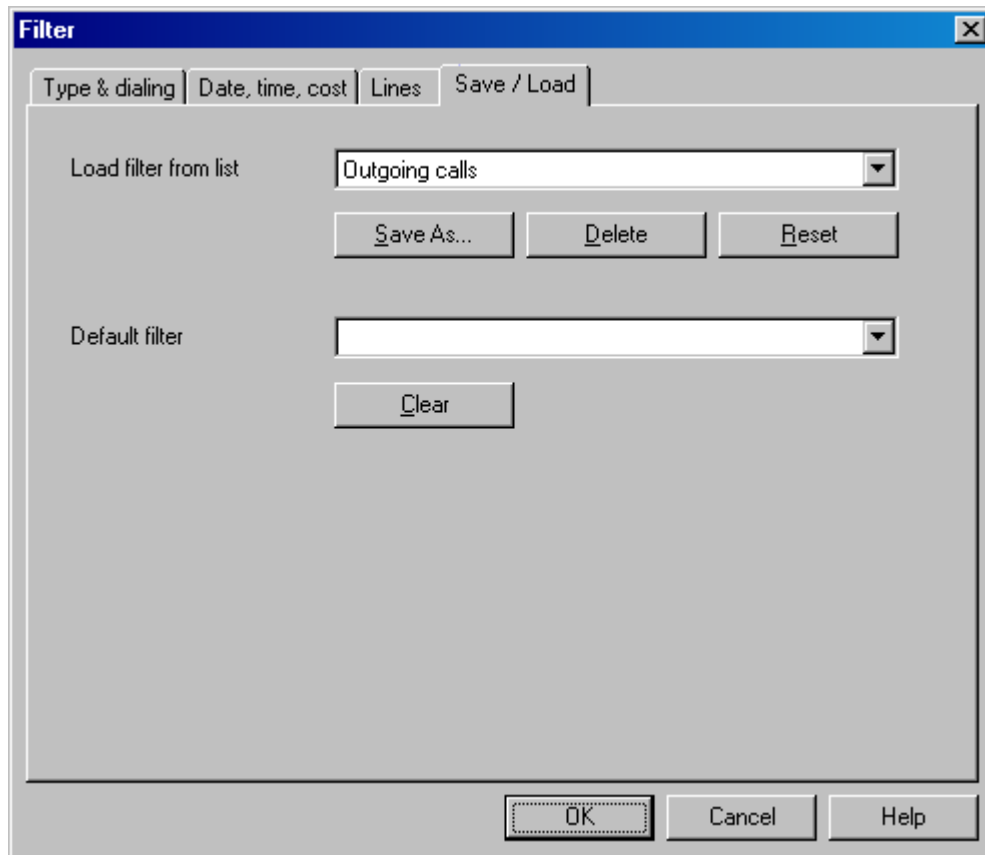 Filter
Type & dialing Date, time, cost Lines Save / Load
Load filter from list Outgoing calls
Save As... Delete Reset
Default filter
Clear
OK Cancel Help